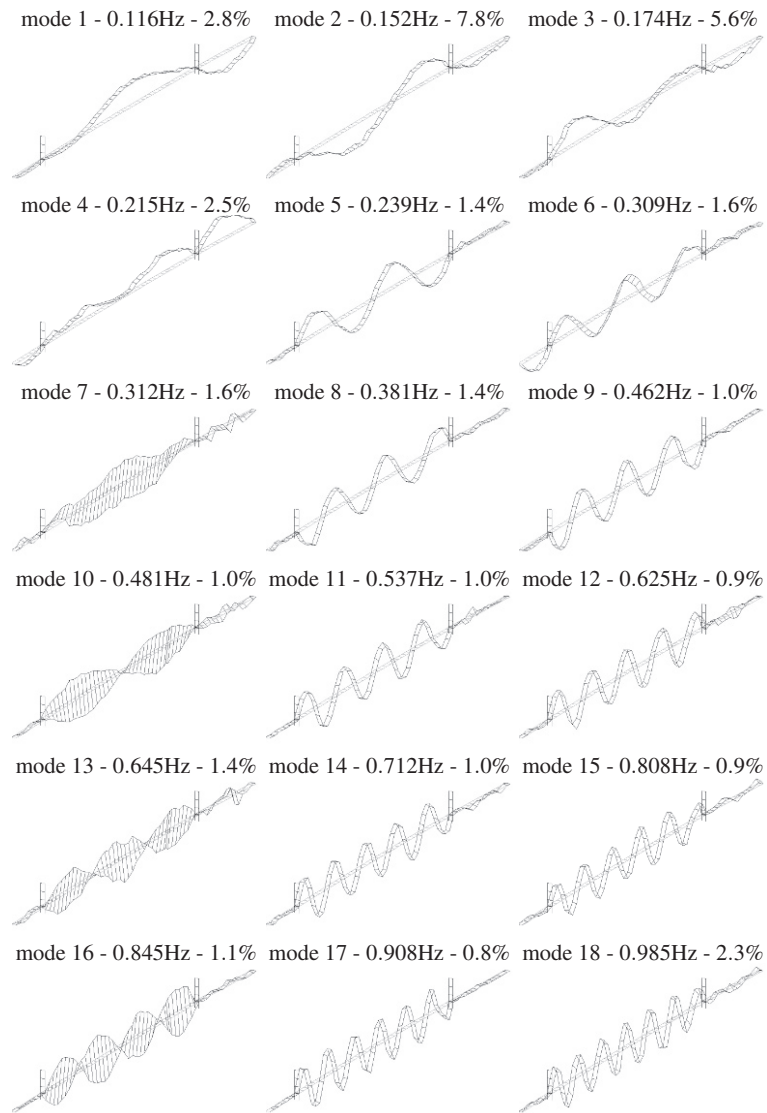 mode 1 - 0.116Hz - 2.8% mode 2 - 0.152Hz - 7.8% mode 3 - 0.174Hz - 5.6%
mode 4 - 0.215Hz - 2.5% mode 5 - 0.239Hz - 1.4% mode 6 - 0.309Hz - 1.6%
mode 7 - 0.312Hz - 1.6% mode 8 - 0.381Hz - 1.4% mode 9 - 0.462Hz - 1.0%
mode 10 - 0.481Hz - 1.0% mode 11 - 0.537Hz - 1.0% mode 12 - 0.625Hz - 0.9%
mode 13 - 0.645Hz - 1.4% mode 14 - 0.712Hz - 1.0% mode 15 - 0.808Hz - 0.9%
mode 16 - 0.845Hz - 1.1% mode 17 - 0.908Hz - 0.8% mode 18 - 0.985Hz - 2.3%